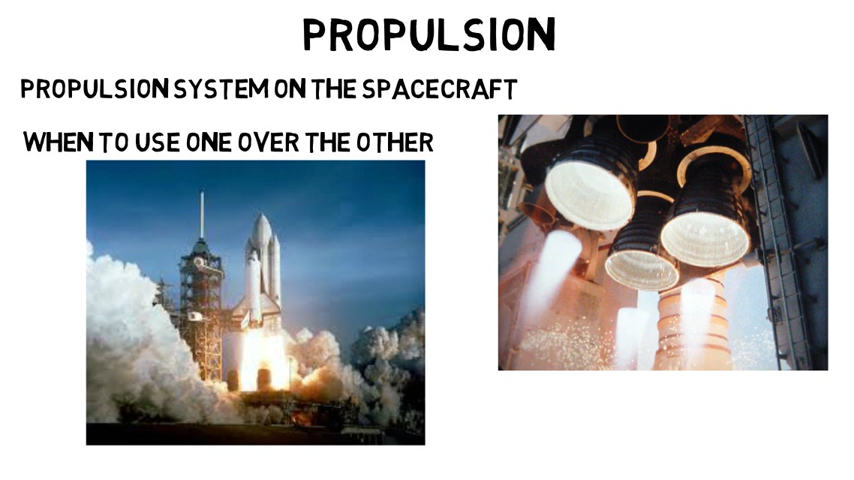 PROPULSION
PROPULSION SYSTEM ON THE SPACECRAFT
WHEN TO USE ONE OVER THE OTHER